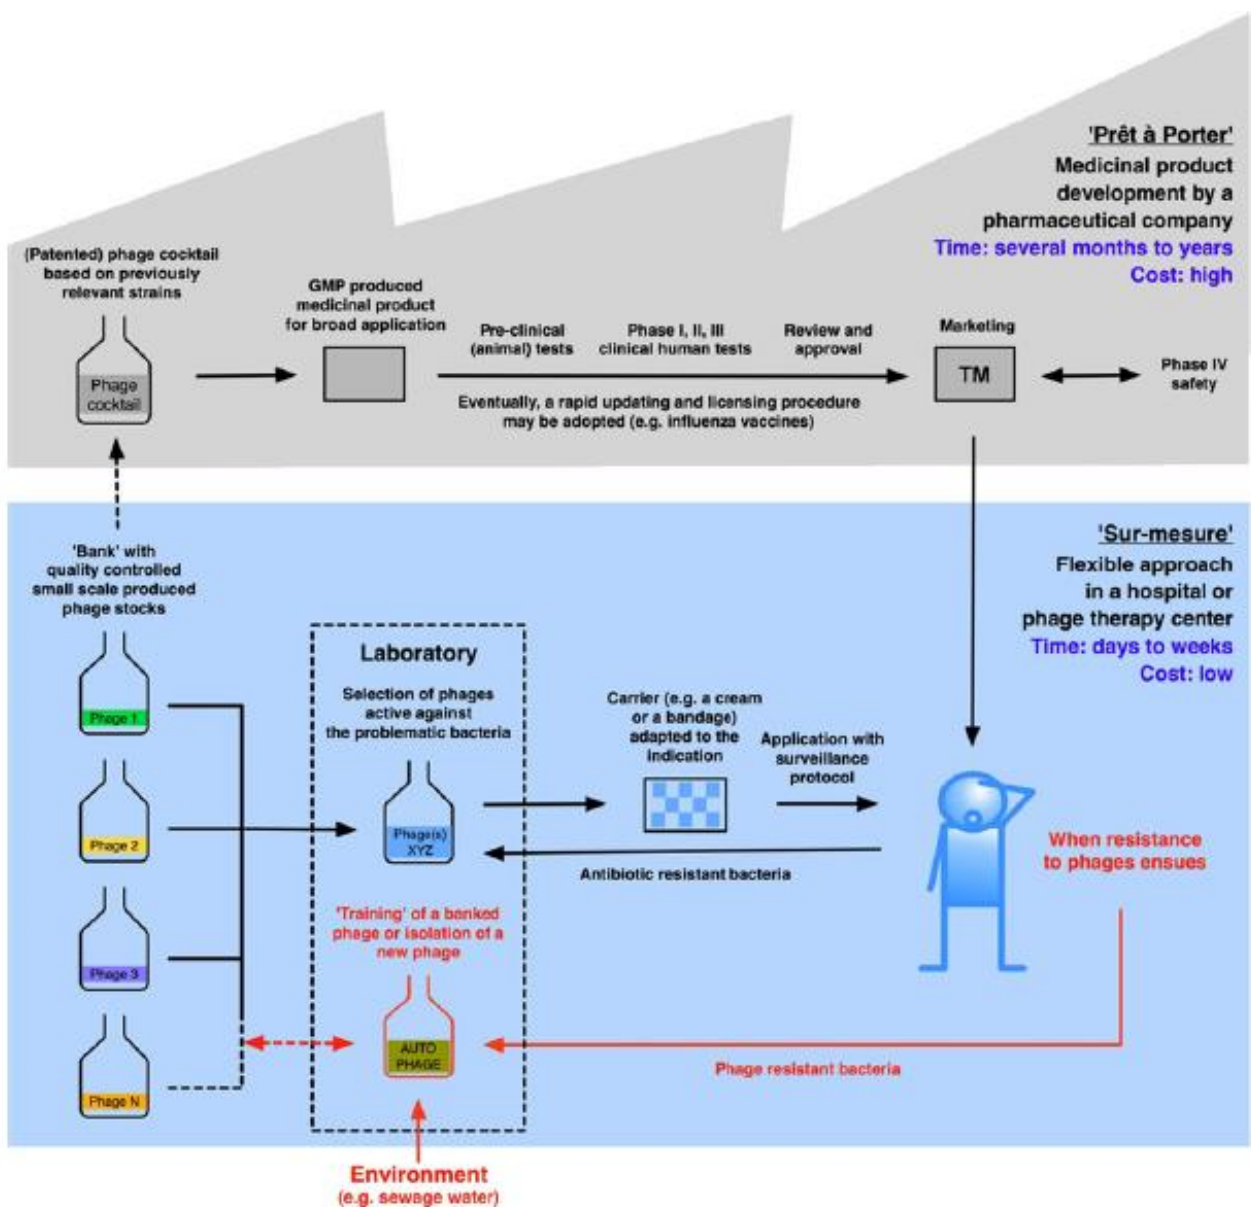 'Prêt à Porter'
Medicinal product
development by a
pharmaceutical company
Time: several months to years
Cost: high
(Patented) phage cocktail
based on previously
relevant strains
Phage
cocktail
GMP produced
medicinal product
for broad application
Pre-clinical
(animal) tests
Phase I, II, III
clinical human tests
Review and
approval
Eventually, a rapid updating and licensing procedure
may be adopted (e.g. influenza vaccines)
Marketing
TM
Phase IV
safety
'Sur-mesure'
Flexible approach
in a hospital or
phage therapy center
Time: days to weeks
Cost: low
'Bank' with
quality controlled
small scale produced
phage stocks
Phage 1
Phage 2
Phage 3
Phage N
Laboratory
Selection of phages
active against
the problematic bacteria
Phage(s)
XYZ
'Training' of a banked
phage or isolation of a
new phage
AUTO
PHAGE
Carrier (e.g. a cream
or a bandage)
adapted to the
indication
Application with
surveillance
protocol
Antibiotic resistant bacteria
When resistance
to phages ensues
Phage resistant bacteria
Environment
(e.g. sewage water)